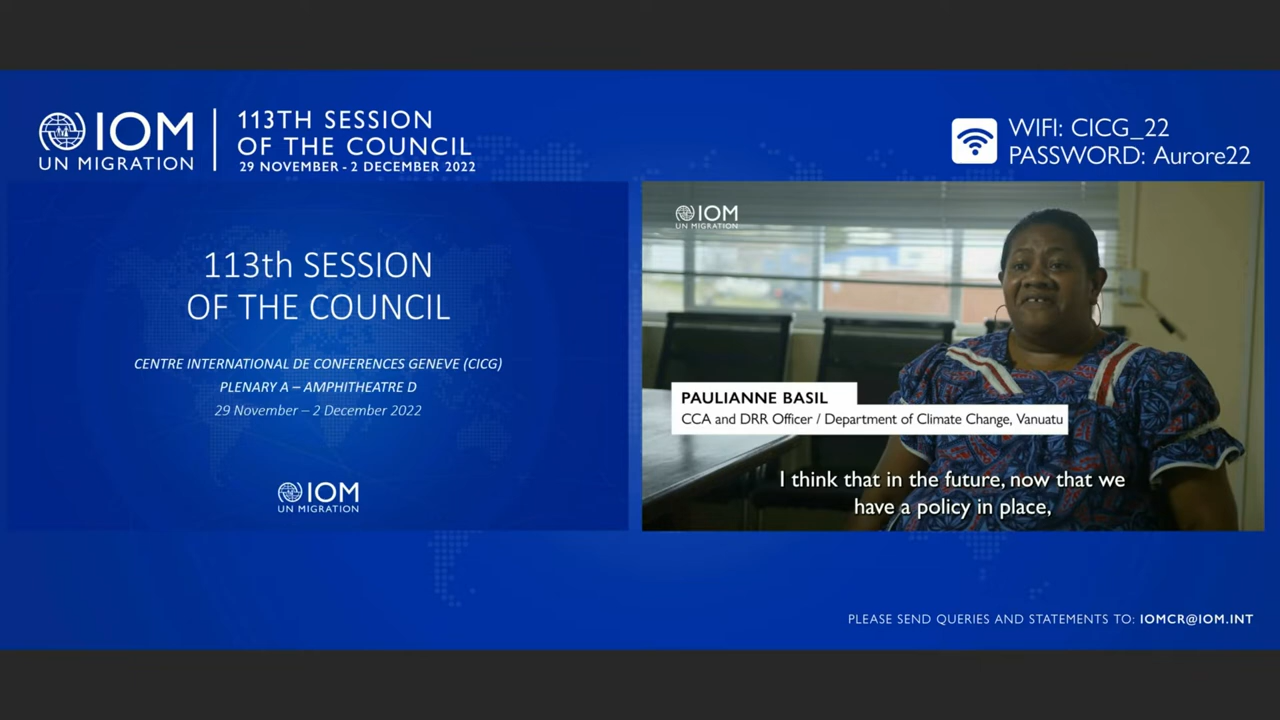 IOM
UN MIGRATION
113TH SESSION
OF THE COUNCIL
29 NOVEMBER - 2 DECEMBER 2022
WIFI: CICG_22
PASSWORD: Aurore22
113th SESSION
OF THE COUNCIL
CENTRE INTERNATIONAL DE CONFERENCES GENEVE (CICG)
PLENARY A – AMPHITHEATRE D
29 November – 2 December 2022
IOM
UN MIGRATION
IOM
UN MIGRATION
PAULIANNE BASIL
CCA and DRR Officer / Department of Climate Change, Vanuatu
I think that in the future, now that we
have a policy in place,
PLEASE SEND QUERIES AND STATEMENTS TO: IOMCR@IOM.INT